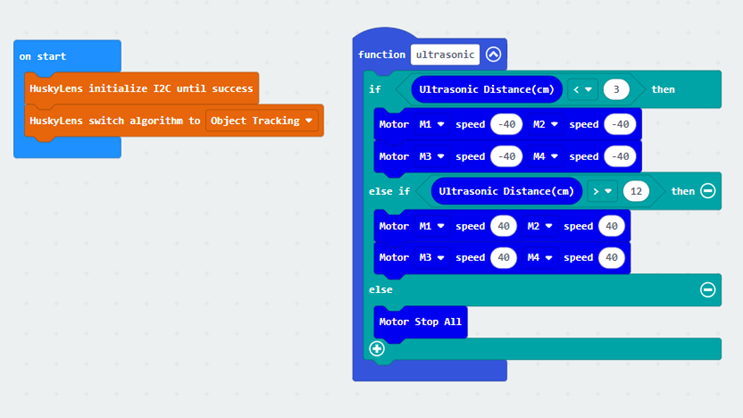 on start
HuskyLens initialize I2C until success
HuskyLens switch algorithm to Object Tracking
function ultrasonic
if Ultrasonic Distance(cm) < 3 then
Motor M1 speed -40 M2 speed -40
Motor M3 speed -40 M4 speed -40
else if Ultrasonic Distance(cm) > 12 then
Motor M1 speed 40 M2 speed 40
Motor M3 speed 40 M4 speed 40
else
Motor Stop All